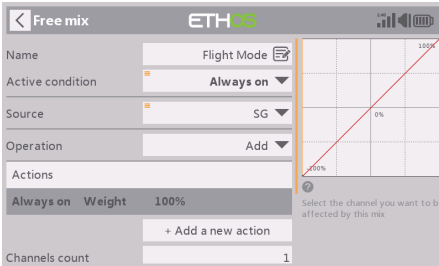 Free mix
ETHOS
Name
Flight Mode
Active condition
Always on
Source
SG
Operation
Add
Actions
Always on Weight 100%
+ Add a new action
Channels count
1
100%
0%
-100%
?
Select the channel you want to b
affected by this mix